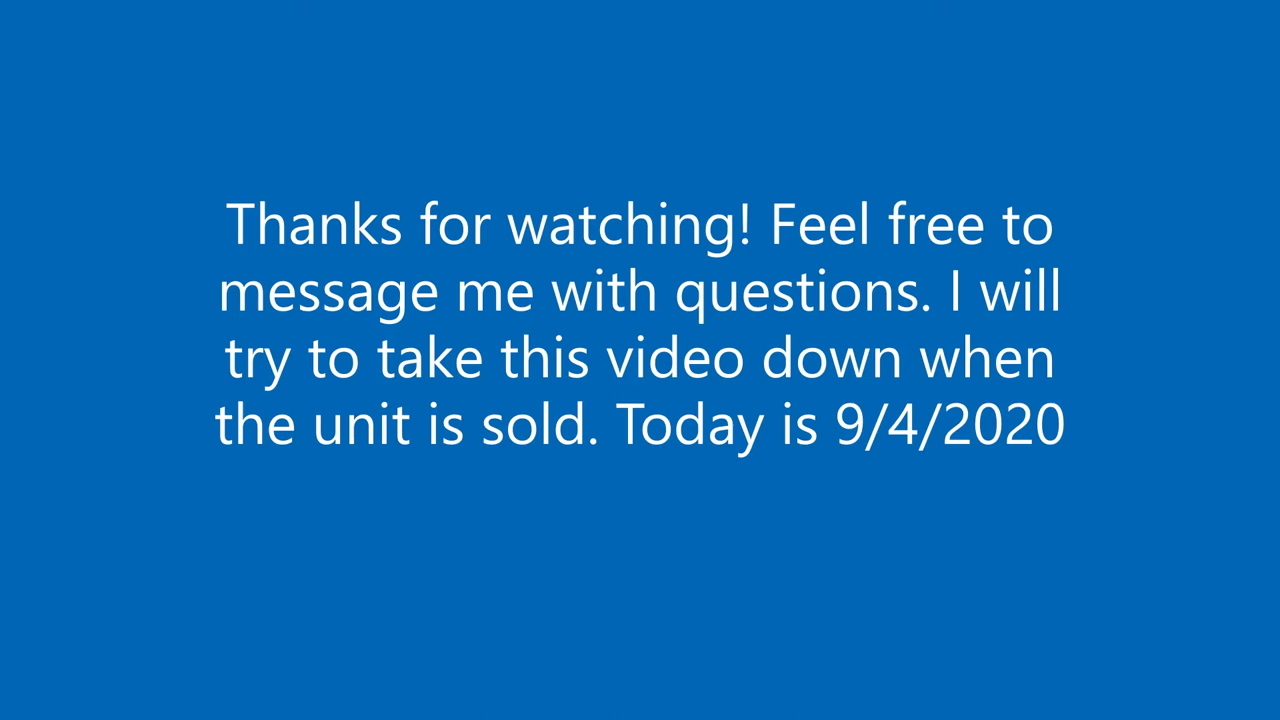 Thanks for watching! Feel free to
message me with questions. I will
try to take this video down when
the unit is sold. Today is 9/4/2020